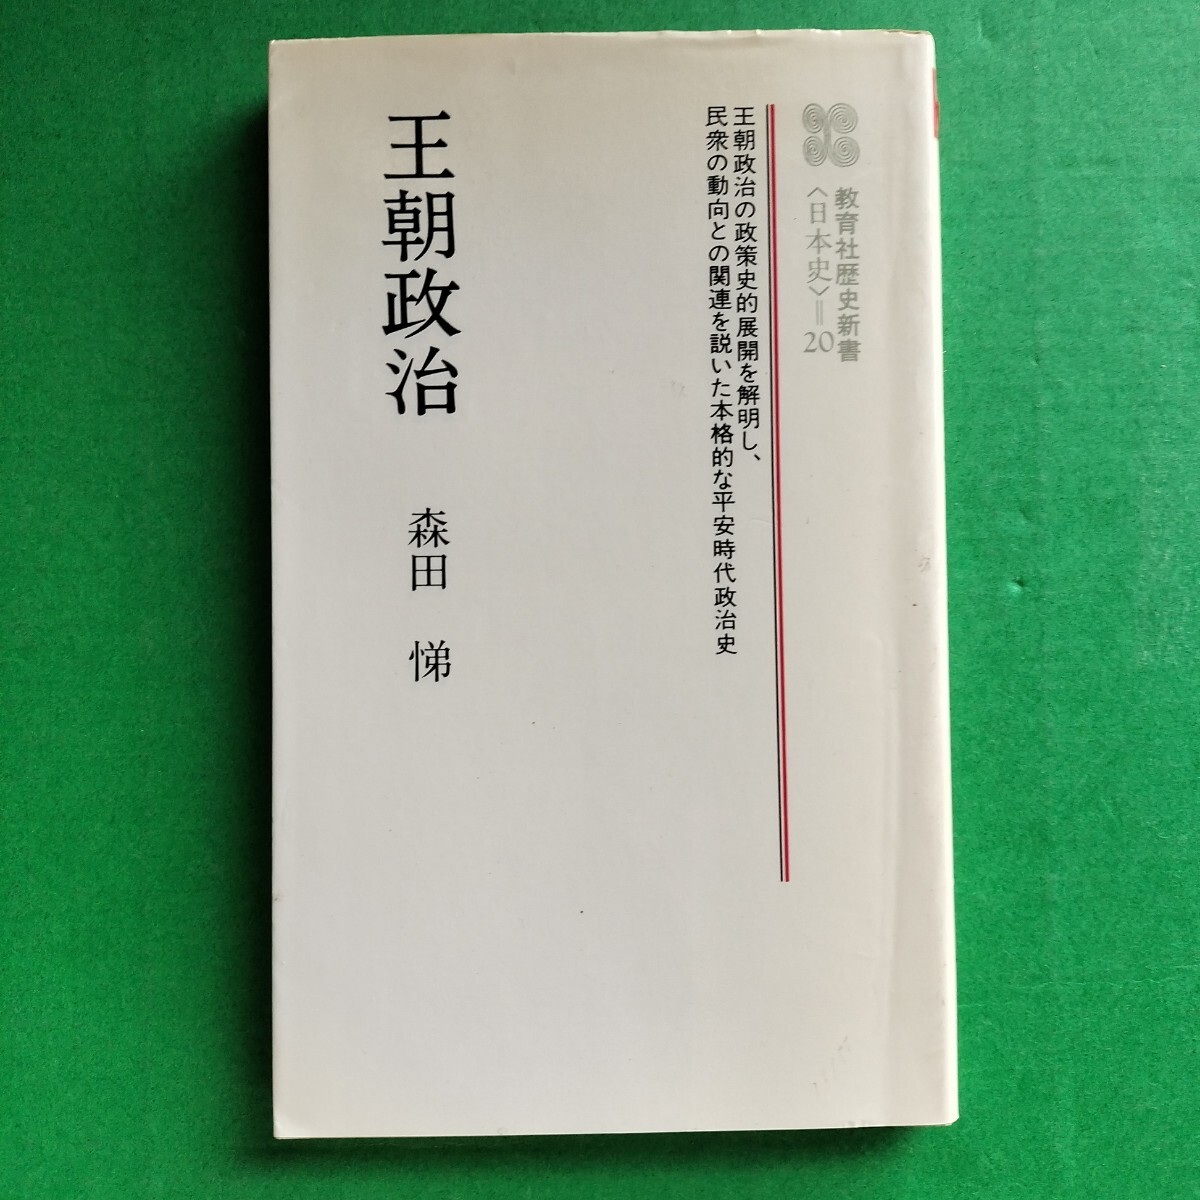 教育社歴史新書
〈日本史〉=20
王朝政治の政策史的展開を解明し、
民衆の動向との関連を説いた本格的な平安時代政治史
王朝政治
森田 悌